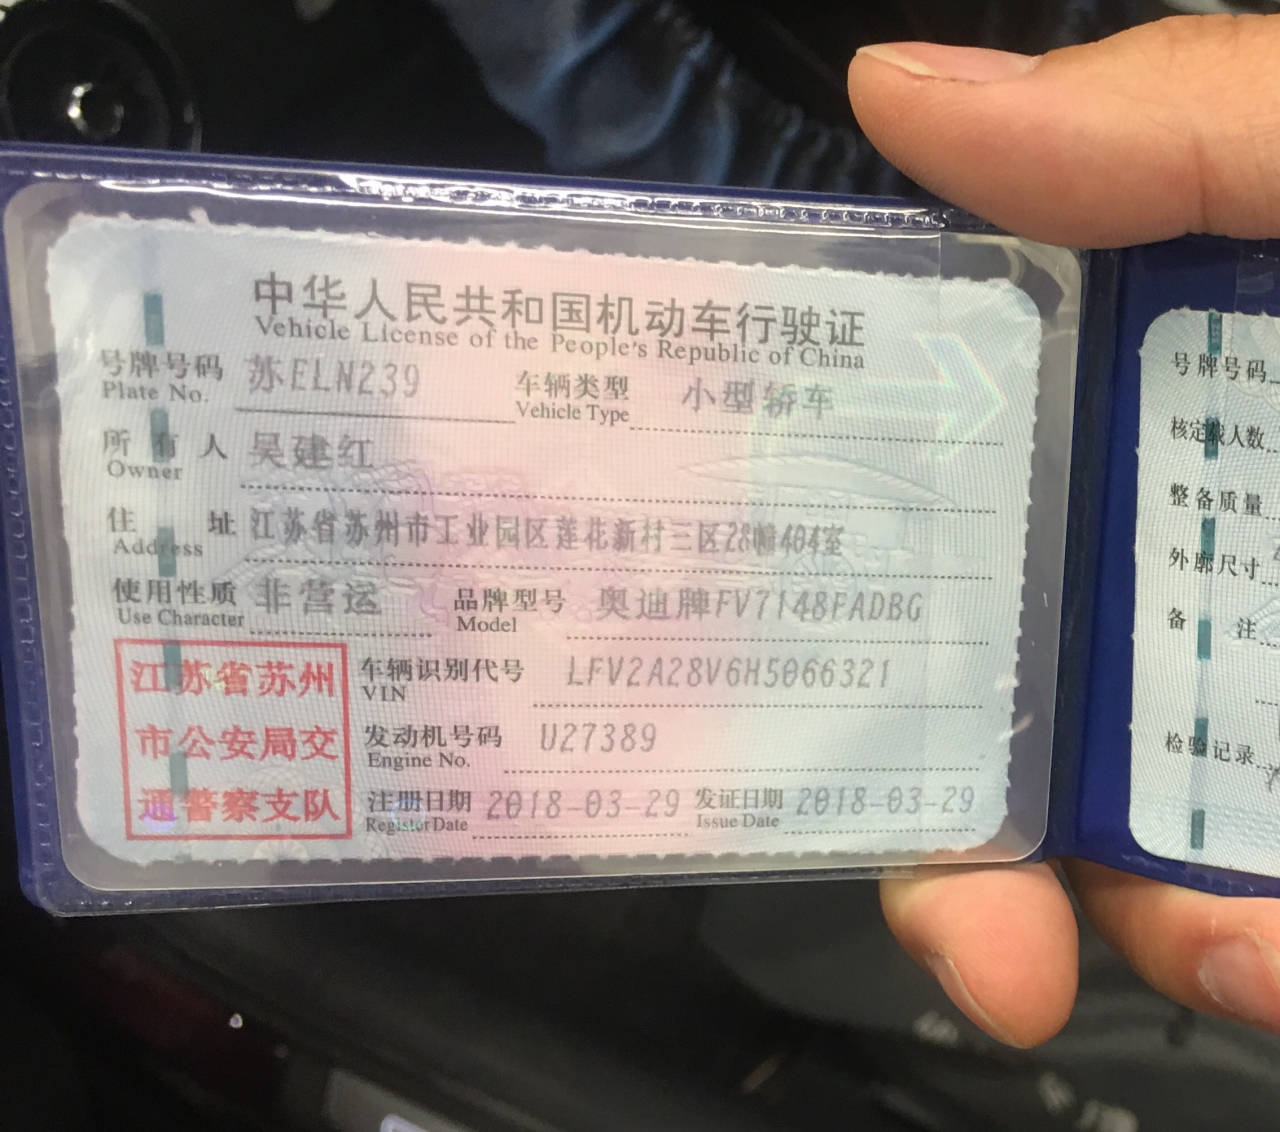 中华人民共和国机动车行驶证
Vehicle License of the People's Republic of China
号牌号码 苏ELN239 车辆类型 小型轿车
Plate No. Vehicle Type
所有人 吴建红
Owner
住址 江苏省苏州市工业园区莲花新村三区28幢404室
Address
使用性质 非营运 品牌型号 奥迪牌FV7148FADBG
Use Character Model
江苏省苏州
市公安局交
通警察支队
车辆识别代号 LFV2A28V6H5066321
VIN
发动机号码 U27389
Engine No.
注册日期 2018-03-29 发证日期 2018-03-29
Register Date Issue Date
号牌号码
核定载人数
整备质量
外廓尺寸
备注
检验记录